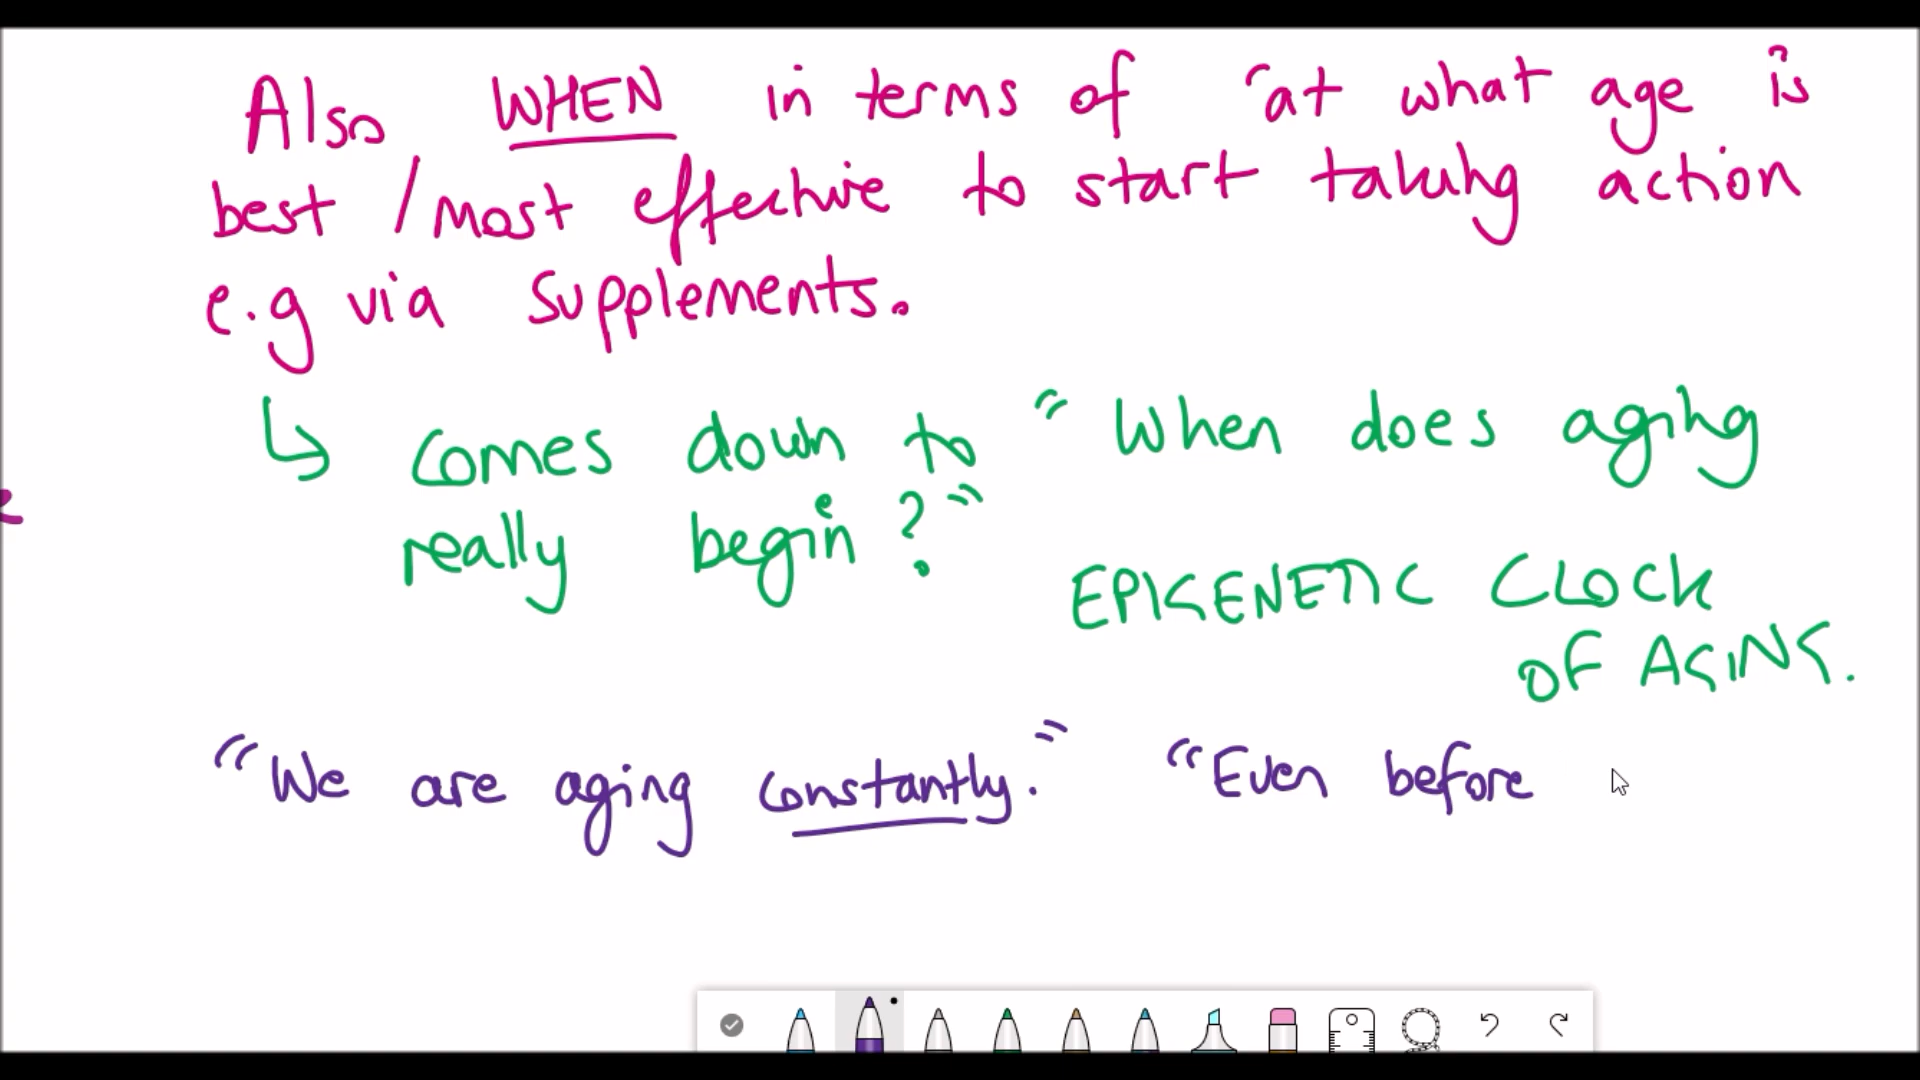 Also WHEN in terms of "at what age is
best / most effective to start taking action
e.g via supplements.
↳ comes down to "When does aging
really begin?"
EPIGENETIC CLOCK
OF AGING.
"We are aging constantly." "Even before